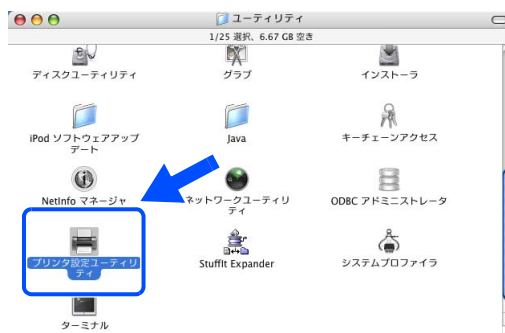 ユーティリティ
1/25 選択、6.67 GB 空き
ディスクユーティリティ
グラブ
インストーラ
iPod ソフトウェアアップ
デート
Java
キーチェーンアクセス
NetInfo マネージャ
ネットワークユーティリ
ティ
ODBC アドミニストレータ
プリンタ設定ユーティリ
ティ
StuffIt Expander
システムプロファイラ
ターミナル